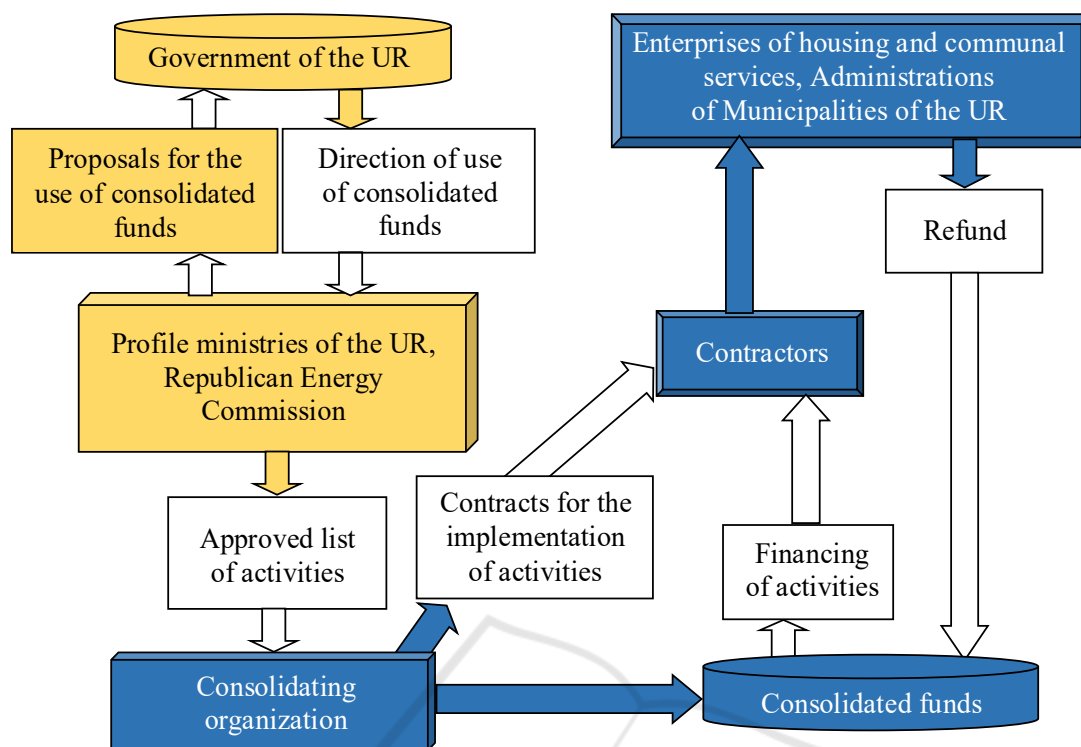 Government of the UR
Enterprises of housing and communal
services, Administrations
of Municipalities of the UR
Proposals for the
use of consolidated
funds
Direction of use
of consolidated
funds
Refund
Profile ministries of the UR,
Republican Energy
Commission
Contractors
Approved list
of activities
Contracts for the
implementation
of activities
Financing
of activities
Consolidating
organization
Consolidated funds